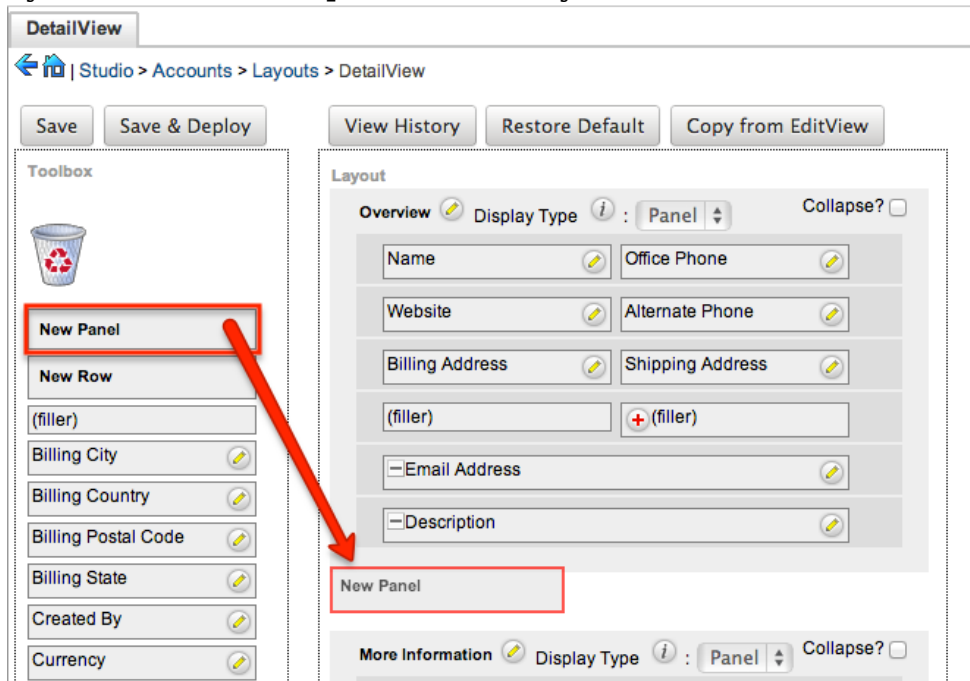 DetailView
| Studio > Accounts > Layouts > DetailView
Save
Save & Deploy
View History
Restore Default
Copy from EditView
Toolbox
New Panel
New Row
(filler)
Billing City
Billing Country
Billing Postal Code
Billing State
Created By
Currency
Layout
Overview Display Type i : Panel Collapse?
Name
Office Phone
Website
Alternate Phone
Billing Address
Shipping Address
(filler)
(filler)
Email Address
Description
New Panel
More Information Display Type i : Panel Collapse?